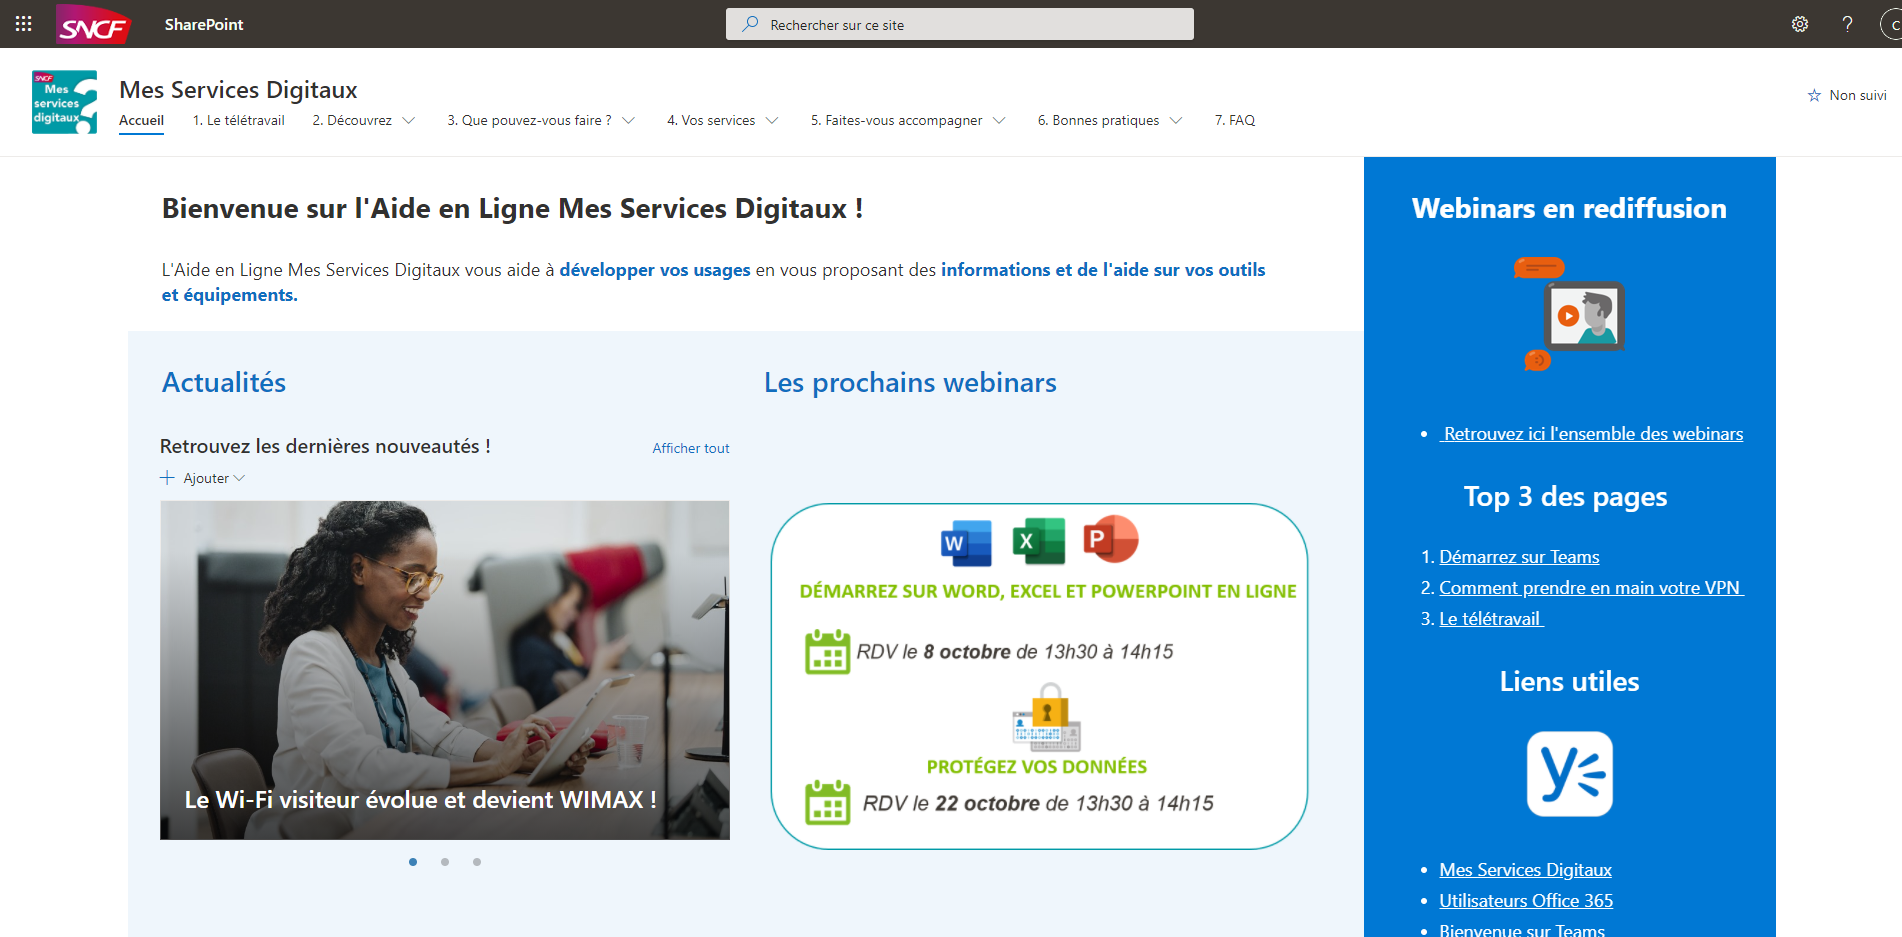 SNCF
SharePoint
Rechercher sur ce site
?
C
SNCF
Mes
services
digitaux
?
Mes Services Digitaux
Non suivi
Accueil
1. Le télétravail
2. Découvrez
3. Que pouvez-vous faire ?
4. Vos services
5. Faites-vous accompagner
6. Bonnes pratiques
7. FAQ
Bienvenue sur l'Aide en Ligne Mes Services Digitaux !
L'Aide en Ligne Mes Services Digitaux vous aide à développer vos usages en vous proposant des informations et de l'aide sur vos outils
et équipements.
Actualités
Retrouvez les dernières nouveautés !
Afficher tout
Ajouter
Le Wi-Fi visiteur évolue et devient WIMAX !
Les prochains webinars
W
X
P
DÉMARREZ SUR WORD, EXCEL ET POWERPOINT EN LIGNE
RDV le 8 octobre de 13h30 à 14h15
PROTÉGEZ VOS DONNÉES
RDV le 22 octobre de 13h30 à 14h15
Webinars en rediffusion
• Retrouvez ici l'ensemble des webinars
Top 3 des pages
1. Démarrez sur Teams
2. Comment prendre en main votre VPN
3. Le télétravail
Liens utiles
• Mes Services Digitaux
• Utilisateurs Office 365
• Bienvenue sur Teams